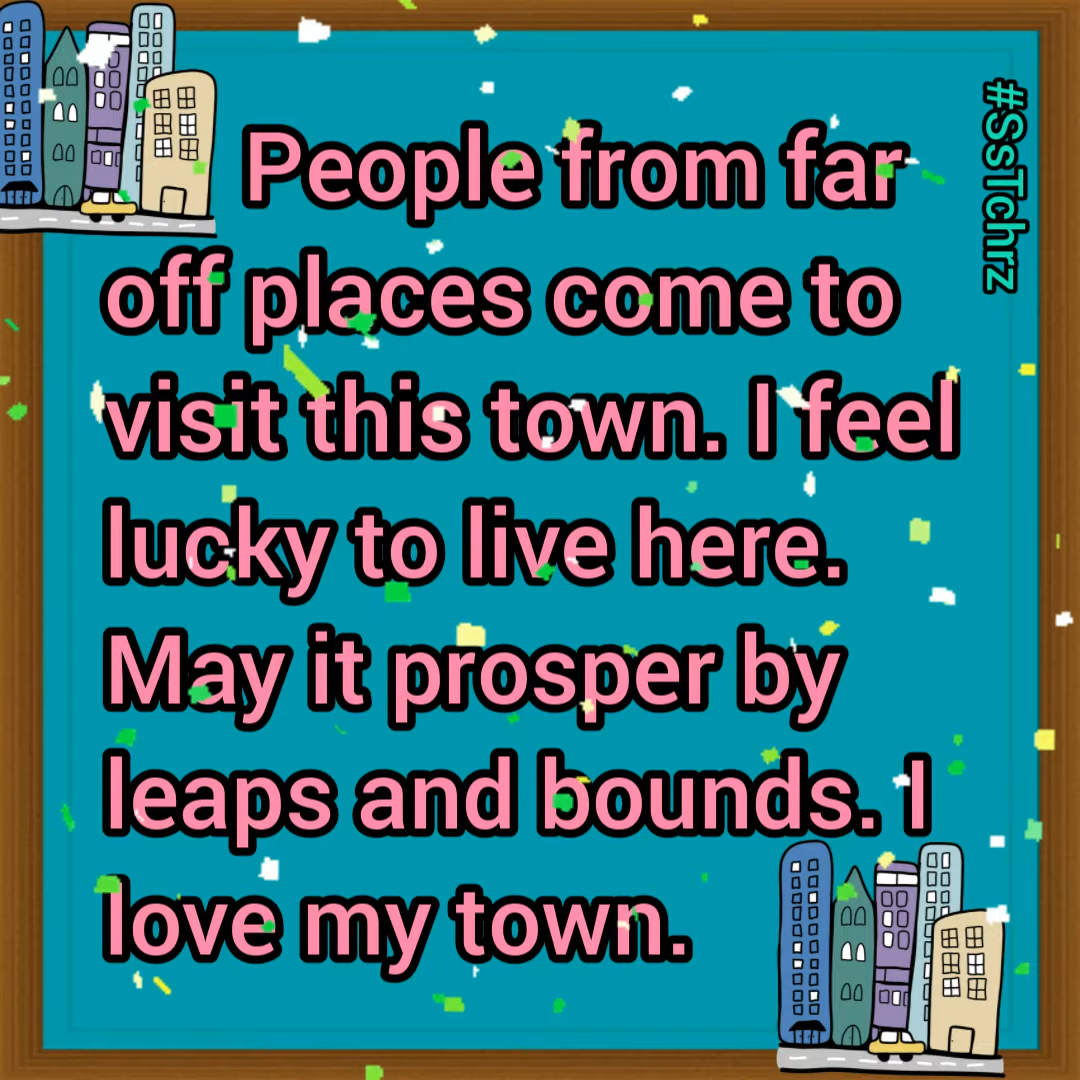 People from far
off places come to
visit this town. I feel
lucky to live here.
May it prosper by
leaps and bounds. I
love my town.
#SsTchrz